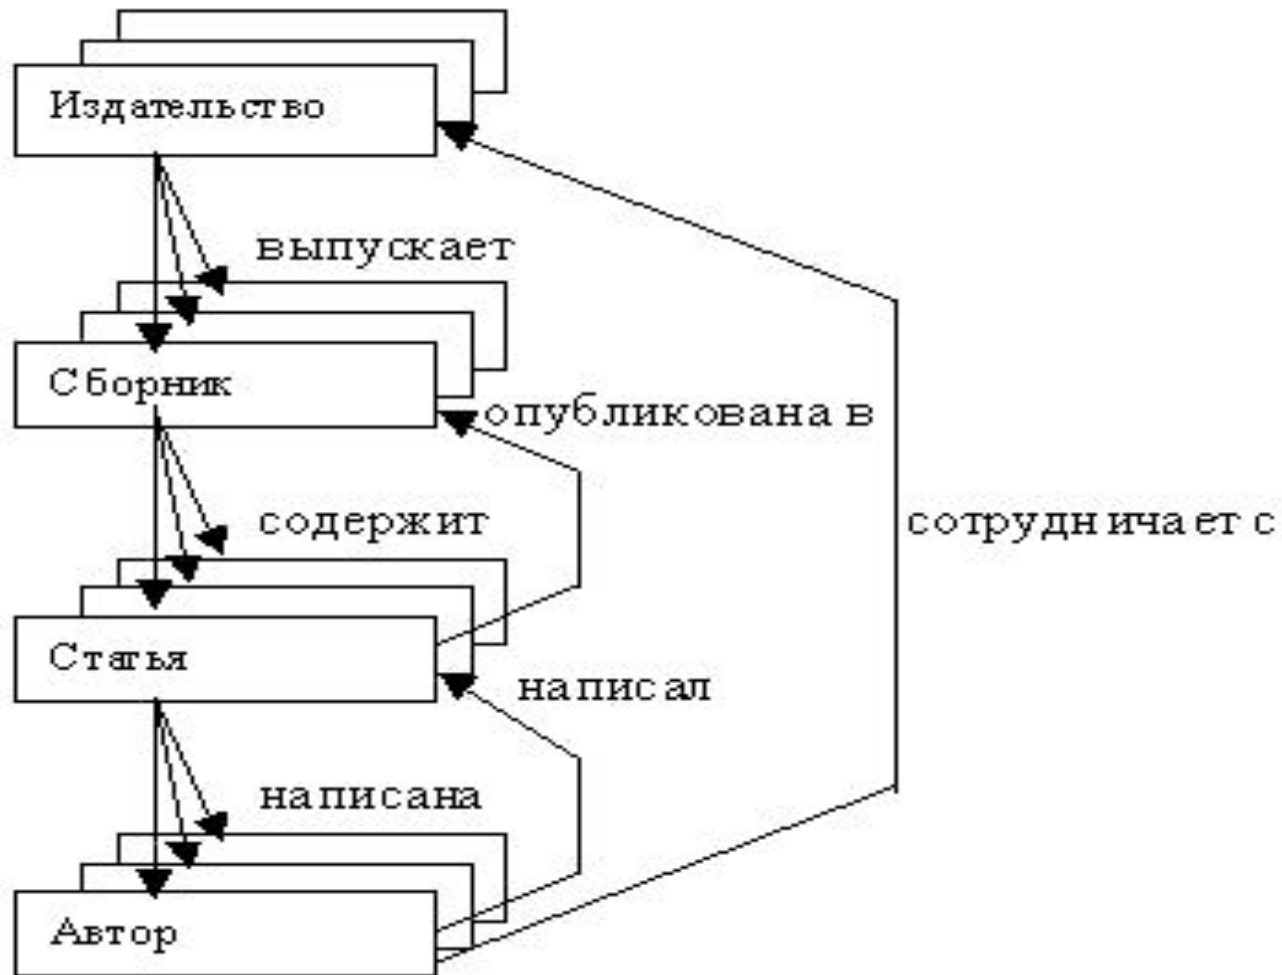 Издательство
выпускает
Сборник
опубликована в
содержит
сотрудничает с
Статья
написал
написана
Автор